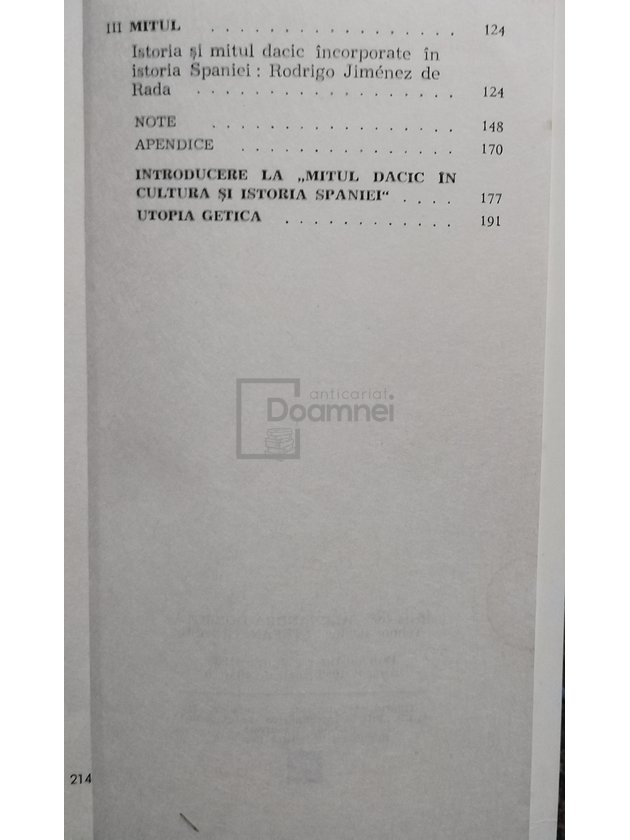 III MITUL . . . . . . . . . . . . . . . 124
Istoria și mitul dacic încorporate în
istoria Spaniei : Rodrigo Jiménez de
Rada . . . . . . . . . . . . . . 124
NOTE . . . . . . . . . . . . . 148
APENDICE . . . . . . . . . . . . 170
INTRODUCERE LA „MITUL DACIC ÎN
CULTURA ȘI ISTORIA SPANIEI“ . . . . 177
UTOPIA GETICA . . . . . . . . . 191
anticariat
Doamnei
214